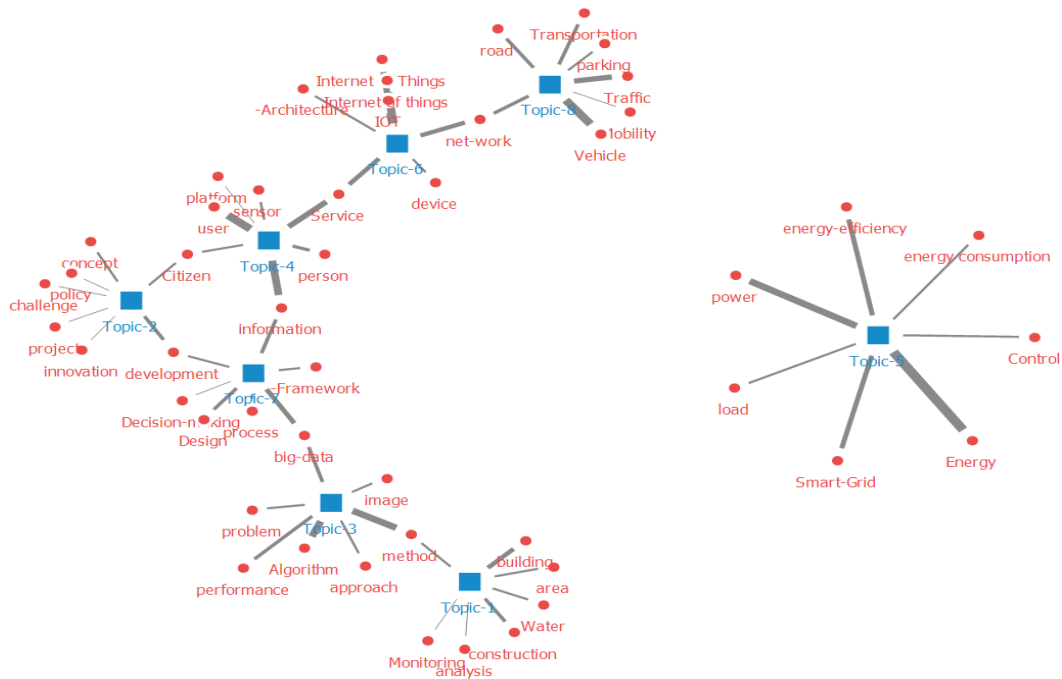 Transportation
road
parking
Internet Things
Traffic
Internet of things
-Architecture
Topic-8
IOT
net-work
Vehicle
Topic-6
device
platform
sensor
Service
user
Topic-4
person
concept
Citizen
policy
challenge
Topic-2
information
project
innovation
development
-Framework
Topic-7
process
Design
big-data
image
problem
Topic-3
method
Algorithm
performance
approach
building
area
Topic-1
Water
construction
Monitoring
analysis
energy-efficiency
energy consumption
power
Topic-5
Control
load
Energy
Smart-Grid